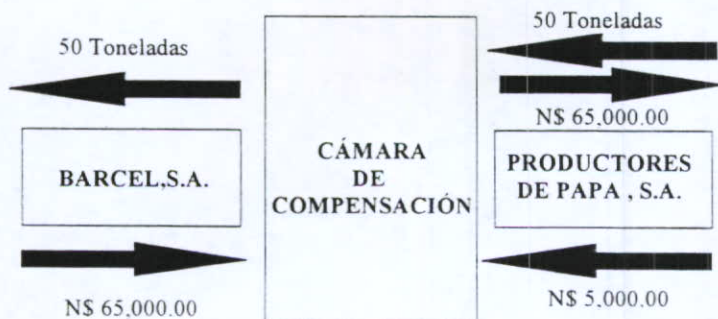 50 Toneladas
50 Toneladas
N$ 65,000.00
BARCEL,S.A.
CÁMARA
DE
COMPENSACIÓN
PRODUCTORES
DE PAPA , S.A.
N$ 65,000.00
N$ 5,000.00